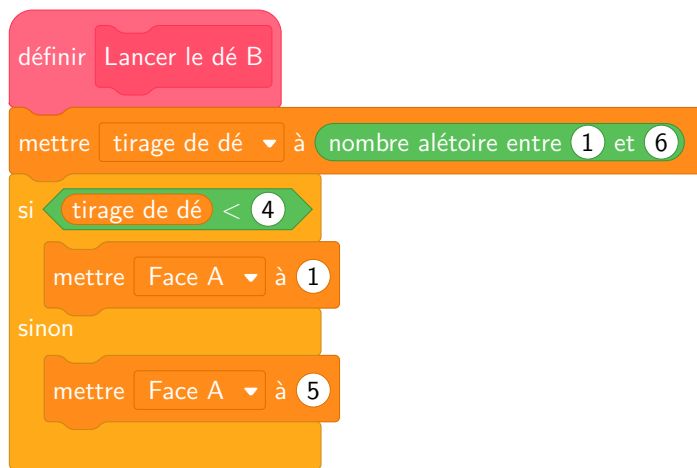 définir Lancer le dé B
mettre tirage de dé à nombre alétoire entre 1 et 6
si tirage de dé < 4
mettre Face A à 1
sinon
mettre Face A à 5